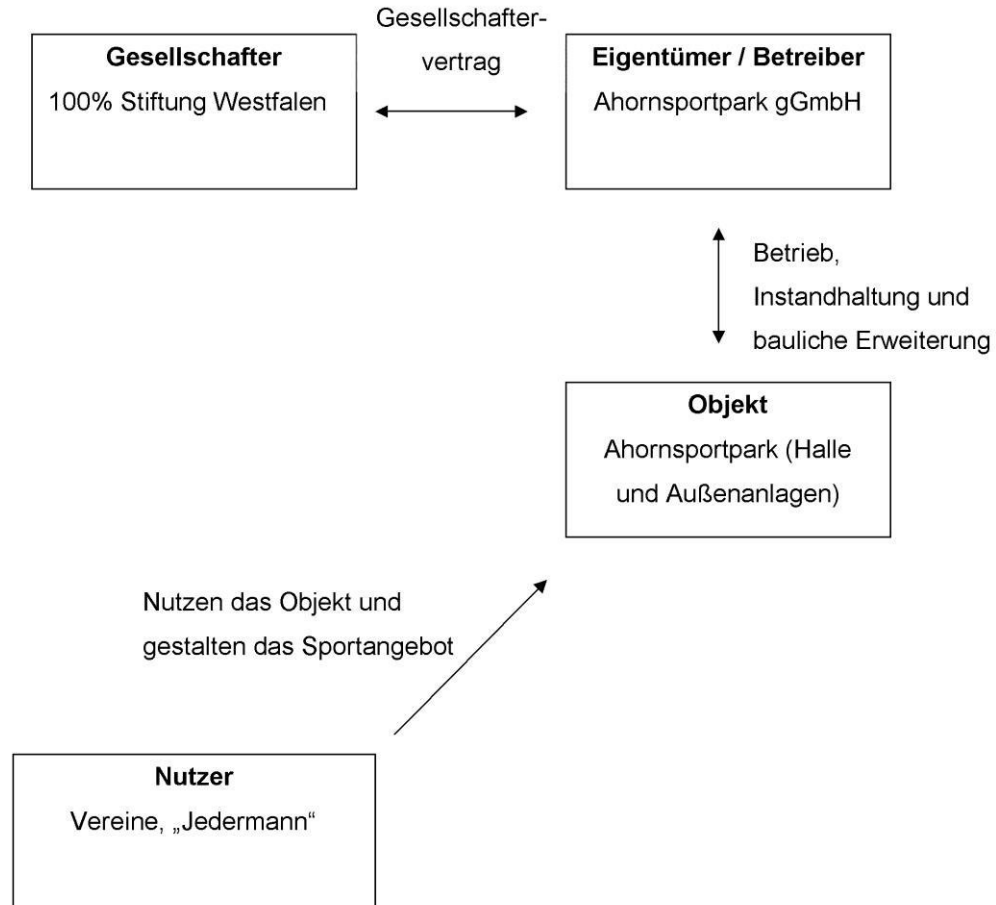 Gesellschafter
100% Stiftung Westfalen
Gesellschafter-
vertrag
Eigentümer / Betreiber
Ahornsportpark gGmbH
Betrieb,
Instandhaltung und
bauliche Erweiterung
Objekt
Ahornsportpark (Halle
und Außenanlagen)
Nutzen das Objekt und
gestalten das Sportangebot
Nutzer
Vereine, „Jedermann“